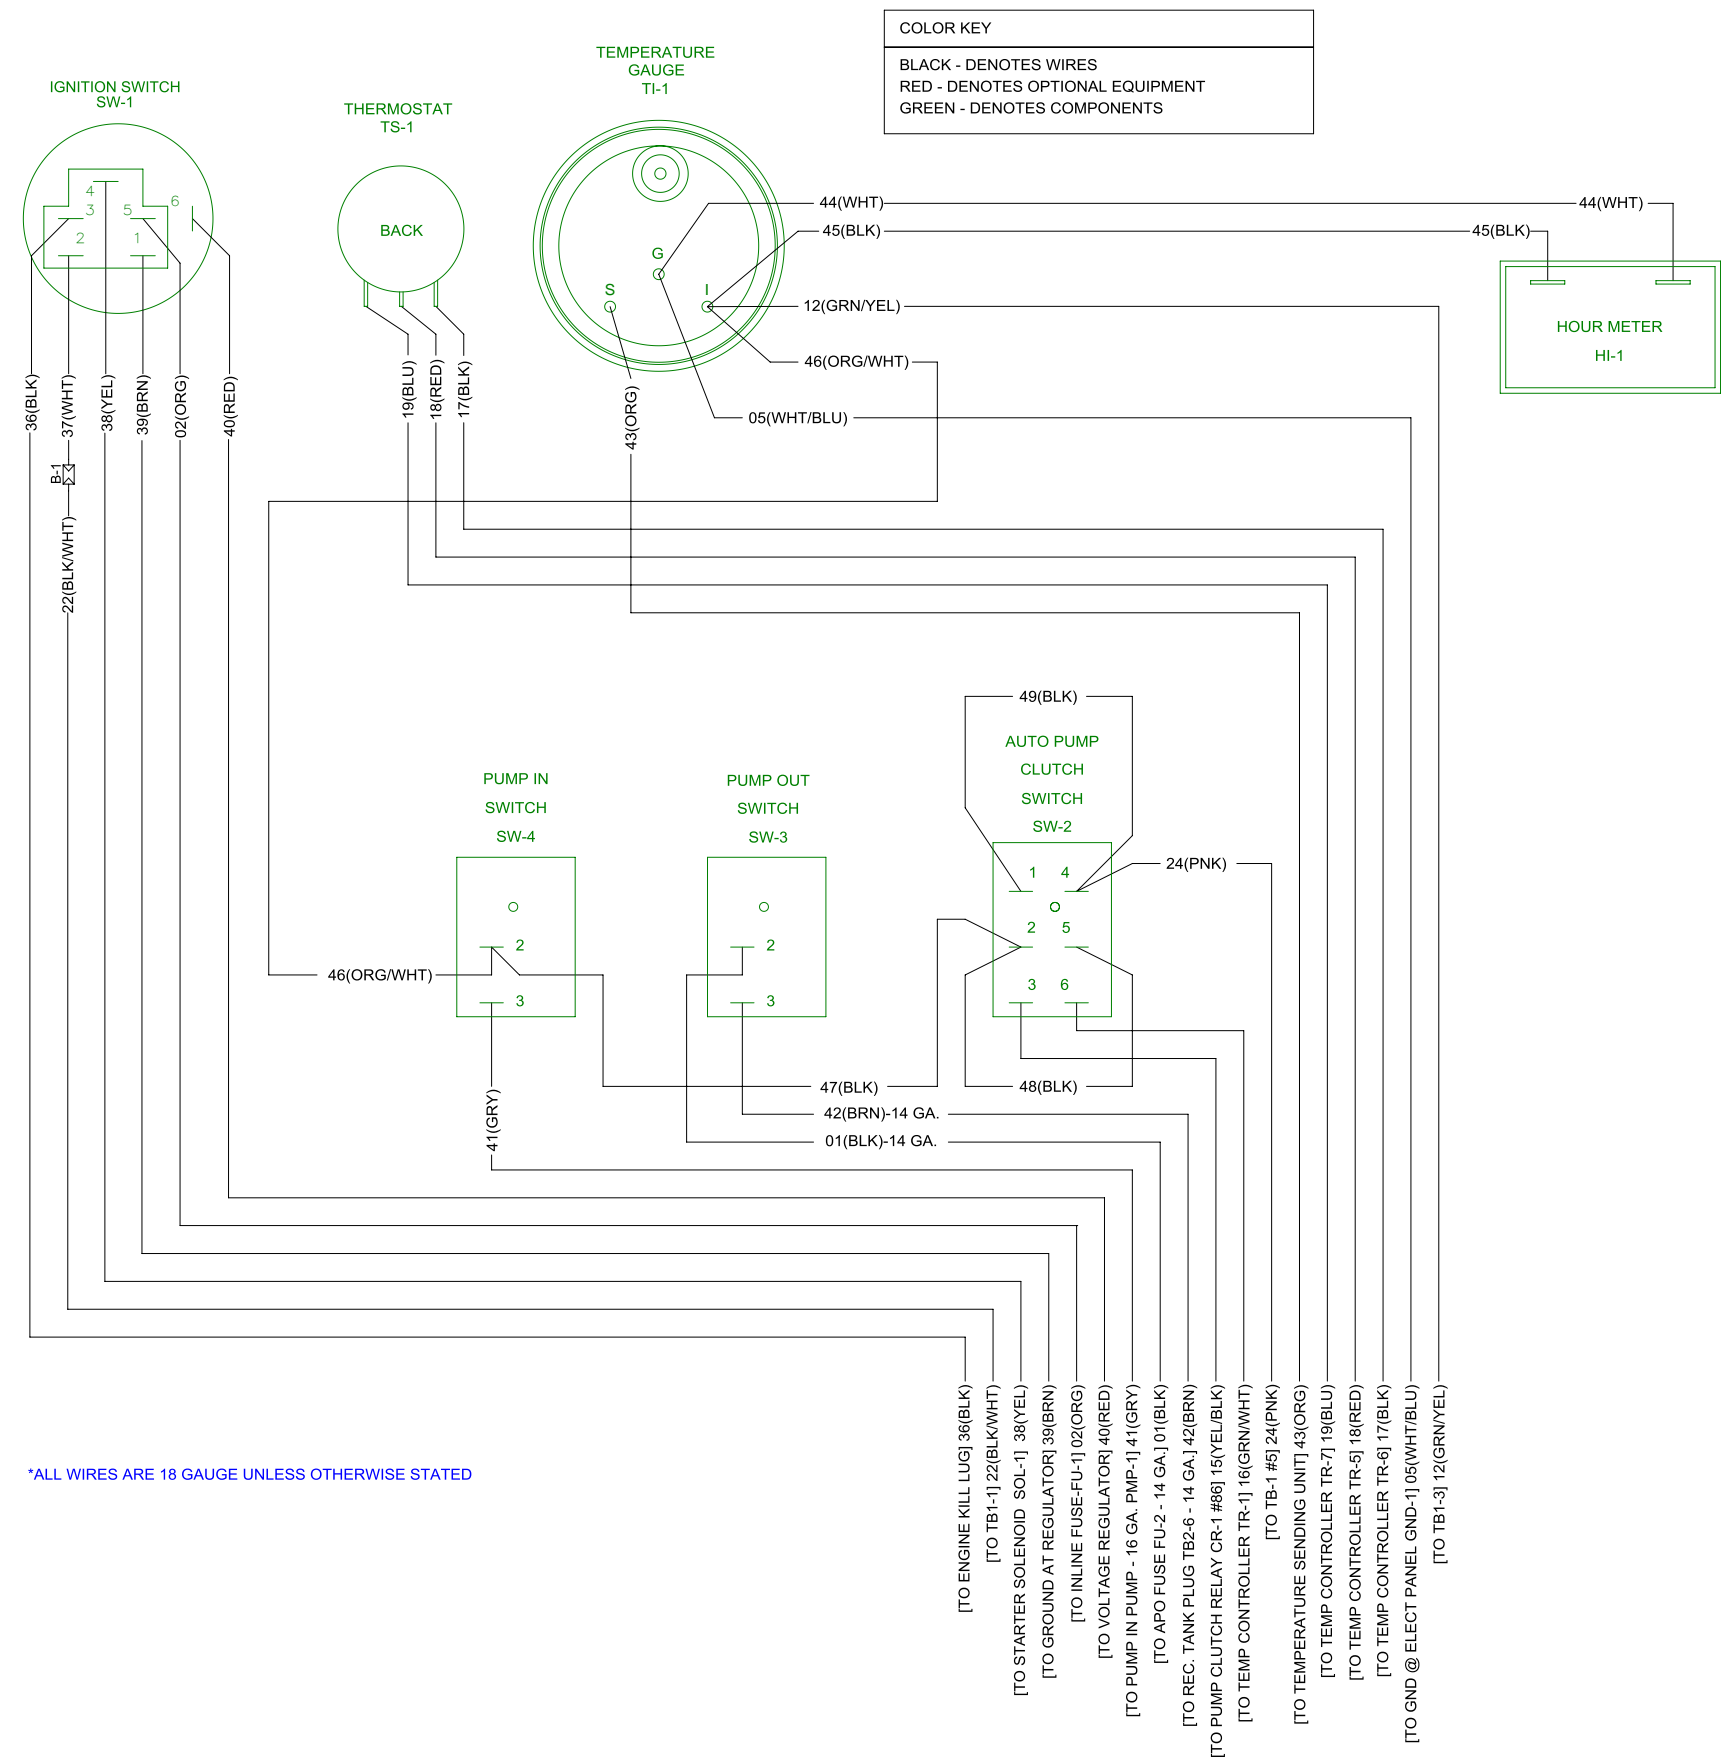 COLOR KEY
BLACK - DENOTES WIRES
RED - DENOTES OPTIONAL EQUIPMENT
GREEN - DENOTES COMPONENTS
IGNITION SWITCH
SW-1
4
3
5
6
2
1
THERMOSTAT
TS-1
BACK
TEMPERATURE
GAUGE
TI-1
G
S
I
44(WHT)
44(WHT)
45(BLK)
45(BLK)
12(GRN/YEL)
46(ORG/WHT)
05(WHT/BLU)
HOUR METER
HI-1
36(BLK)
37(WHT)
38(YEL)
39(BRN)
02(ORG)
40(RED)
19(BLU)
18(RED)
17(BLK)
43(ORG)
B-1
22(BLK/WHT)
49(BLK)
PUMP IN
SWITCH
SW-4
2
3
46(ORG/WHT)
PUMP OUT
SWITCH
SW-3
2
3
AUTO PUMP
CLUTCH
SWITCH
SW-2
1 4
2 5
3 6
24(PNK)
47(BLK)
48(BLK)
42(BRN)-14 GA.
01(BLK)-14 GA.
41(GRY)
[TO ENGINE KILL LUG] 36(BLK)
[TO TB1-1] 22(BLK/WHT)
[TO STARTER SOLENOID SOL-1] 38(YEL)
[TO GROUND AT REGULATOR] 39(BRN)
[TO INLINE FUSE-FU-1] 02(ORG)
[TO VOLTAGE REGULATOR] 40(RED)
[TO PUMP IN PUMP - 16 GA. PMP-1] 41(GRY)
[TO APO FUSE FU-2 - 14 GA.] 01(BLK)
[TO REC. TANK PLUG TB2-6 - 14 GA.] 42(BRN)
[TO PUMP CLUTCH RELAY CR-1 #86] 15(YEL/BLK)
[TO TEMP CONTROLLER TR-1] 16(GRN/WHT)
[TO TB-1 #5] 24(PNK)
[TO TEMPERATURE SENDING UNIT] 43(ORG)
[TO TEMP CONTROLLER TR-7] 19(BLU)
[TO TEMP CONTROLLER TR-5] 18(RED)
[TO TEMP CONTROLLER TR-6] 17(BLK)
[TO GND @ ELECT PANEL GND-1] 05(WHT/BLU)
[TO TB1-3] 12(GRN/YEL)
*ALL WIRES ARE 18 GAUGE UNLESS OTHERWISE STATED